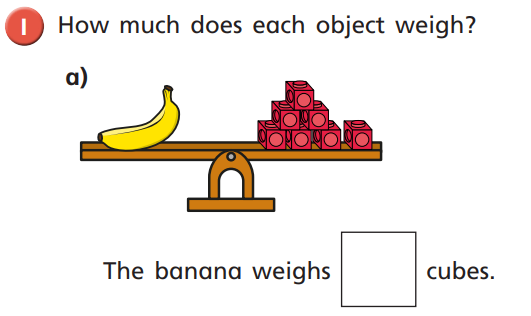 1 How much does each object weigh?
a)
The banana weighs cubes.